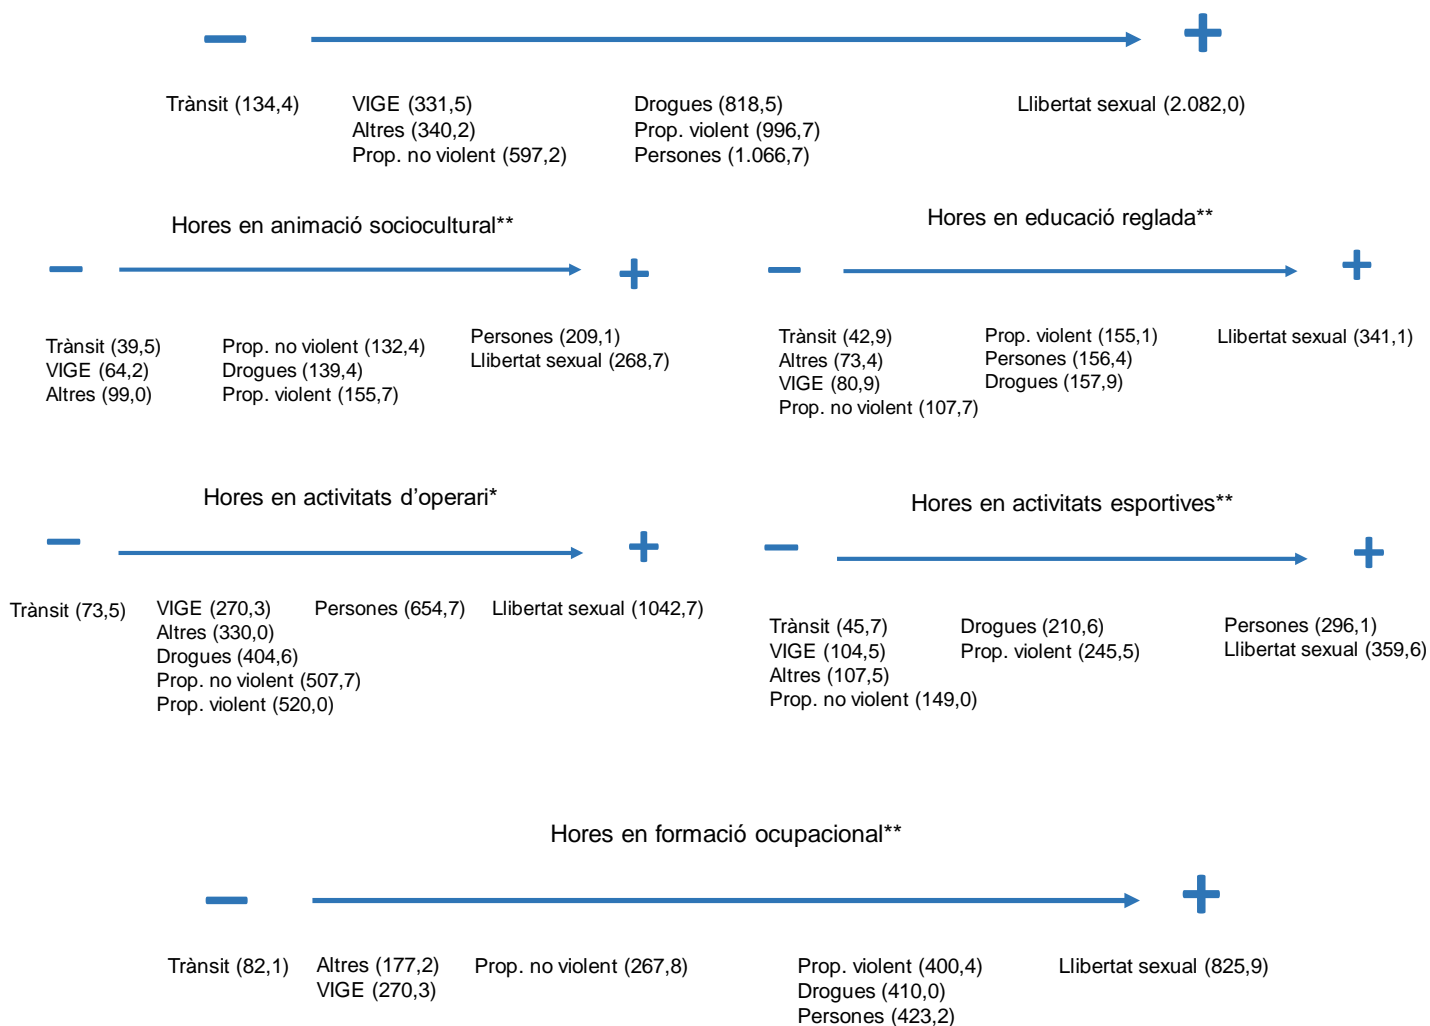 Trànsit (134,4)
VIGE (331,5)
Altres (340,2)
Prop. no violent (597,2)
Drogues (818,5)
Prop. violent (996,7)
Persones (1.066,7)
Llibertat sexual (2.082,0)
Hores en animació sociocultural**
Trànsit (39,5)
VIGE (64,2)
Altres (99,0)
Prop. no violent (132,4)
Drogues (139,4)
Prop. violent (155,7)
Persones (209,1)
Llibertat sexual (268,7)
Hores en educació reglada**
Trànsit (42,9)
Altres (73,4)
VIGE (80,9)
Prop. no violent (107,7)
Prop. violent (155,1)
Persones (156,4)
Drogues (157,9)
Llibertat sexual (341,1)
Hores en activitats d’operari*
Trànsit (73,5)
VIGE (270,3)
Altres (330,0)
Drogues (404,6)
Prop. no violent (507,7)
Prop. violent (520,0)
Persones (654,7)
Llibertat sexual (1042,7)
Hores en activitats esportives**
Trànsit (45,7)
VIGE (104,5)
Altres (107,5)
Prop. no violent (149,0)
Drogues (210,6)
Prop. violent (245,5)
Persones (296,1)
Llibertat sexual (359,6)
Hores en formació ocupacional**
Trànsit (82,1)
Altres (177,2)
VIGE (270,3)
Prop. no violent (267,8)
Prop. violent (400,4)
Drogues (410,0)
Persones (423,2)
Llibertat sexual (825,9)